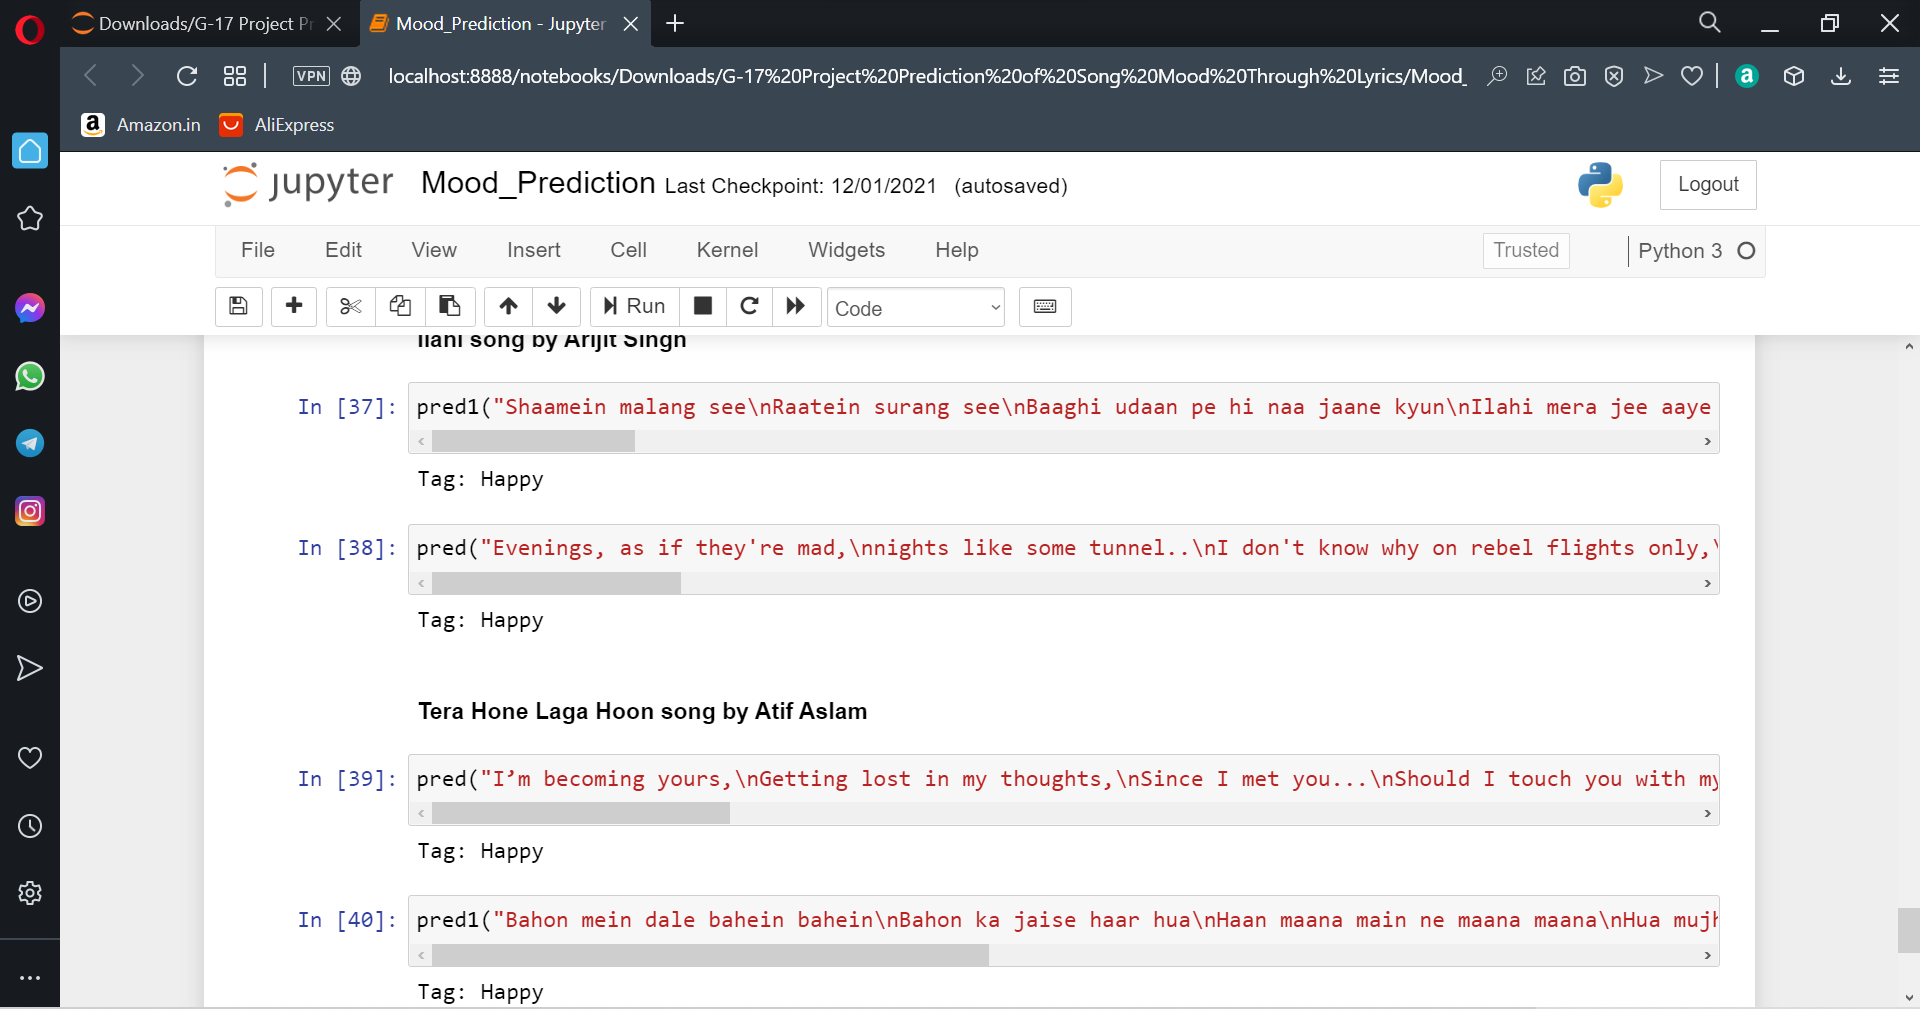 Downloads/G-17 Project Pr
Mood_Prediction - Jupyter
VPN
localhost:8888/notebooks/Downloads/G-17%20Project%20Prediction%20of%20Song%20Mood%20Through%20Lyrics/Mood_
a
a Amazon.in
AliExpress
jupyter Mood_Prediction Last Checkpoint: 12/01/2021 (autosaved)
Logout
File Edit View Insert Cell Kernel Widgets Help
Trusted
Python 3
Run
Code
Ilahi song by Arijit Singh
In [37]: pred1("Shaamein malang see\nRaatein surang see\nBaaghi udaan pe hi naa jaane kyun\nIlahi mera jee aaye
Tag: Happy
In [38]: pred("Evenings, as if they're mad,\nnights like some tunnel..\nI don't know why on rebel flights only,\
Tag: Happy
Tera Hone Laga Hoon song by Atif Aslam
In [39]: pred("I’m becoming yours,\nGetting lost in my thoughts,\nSince I met you...\nShould I touch you with my
Tag: Happy
In [40]: pred1("Bahon mein dale bahein bahein\nBahon ka jaise haar hua\nHaan maana main ne maana maana\nHua mujh
Tag: Happy